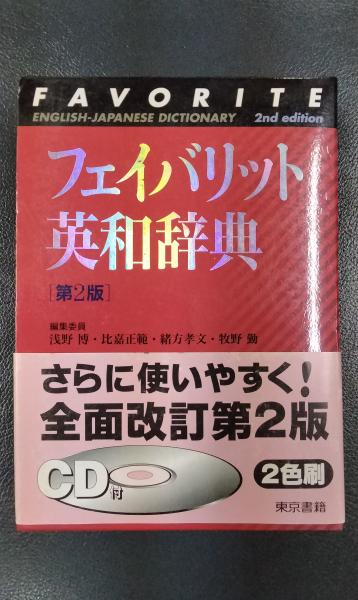 FAVORITE
ENGLISH-JAPANESE DICTIONARY 2nd edition
フェイバリット
英和辞典
[第2版]
編集委員
浅野 博・比嘉正範・緒方孝文・牧野 勤
さらに使いやすく!
全面改訂第2版
CD付
2色刷
東京書籍